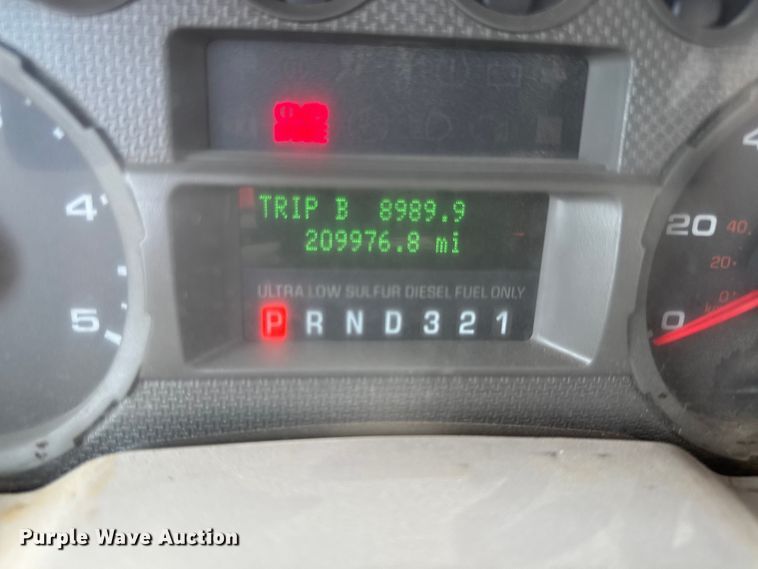 TRIP B 8989.9
209976.8 mi
ULTRA LOW SULFUR DIESEL FUEL ONLY
P R N D 3 2 1
4
5
20
40
20
0
0
Purple Wave Auction